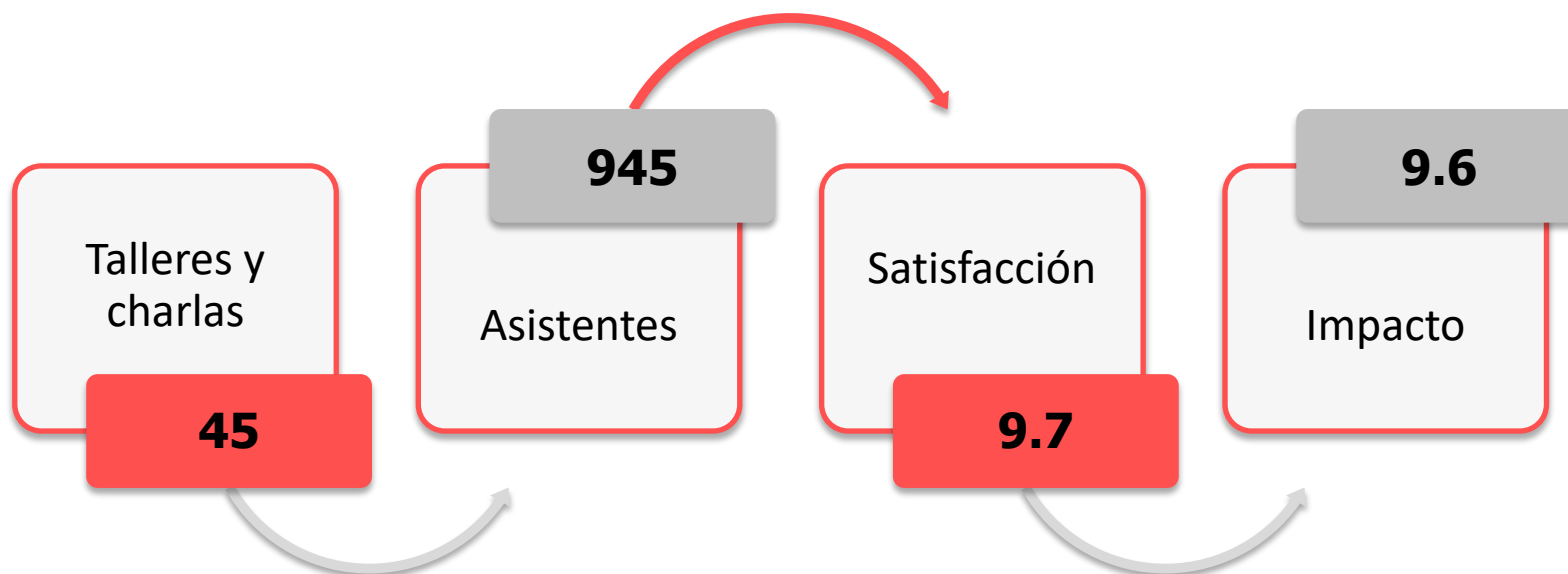 Talleres y
charlas
45
945
Asistentes
Satisfacción
9.7
9.6
Impacto